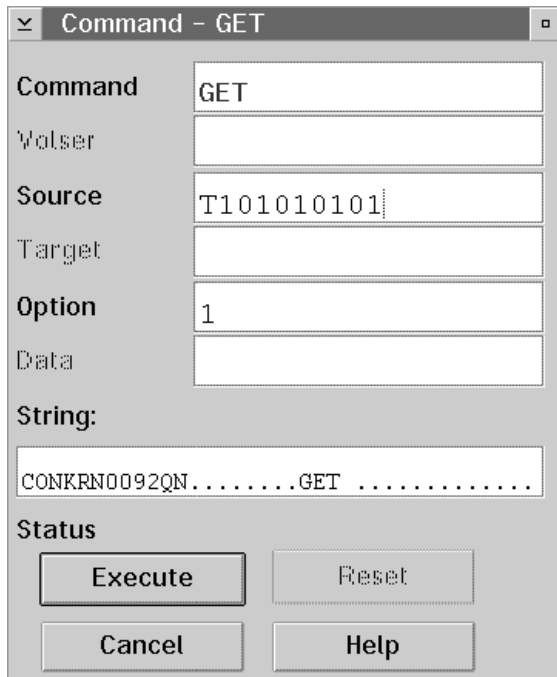 Command - GET
Command GET
Volser
Source T101010101
Target
Option 1
Data
String:
CONKRN0092QN........GET .............
Status
Execute Reset
Cancel Help